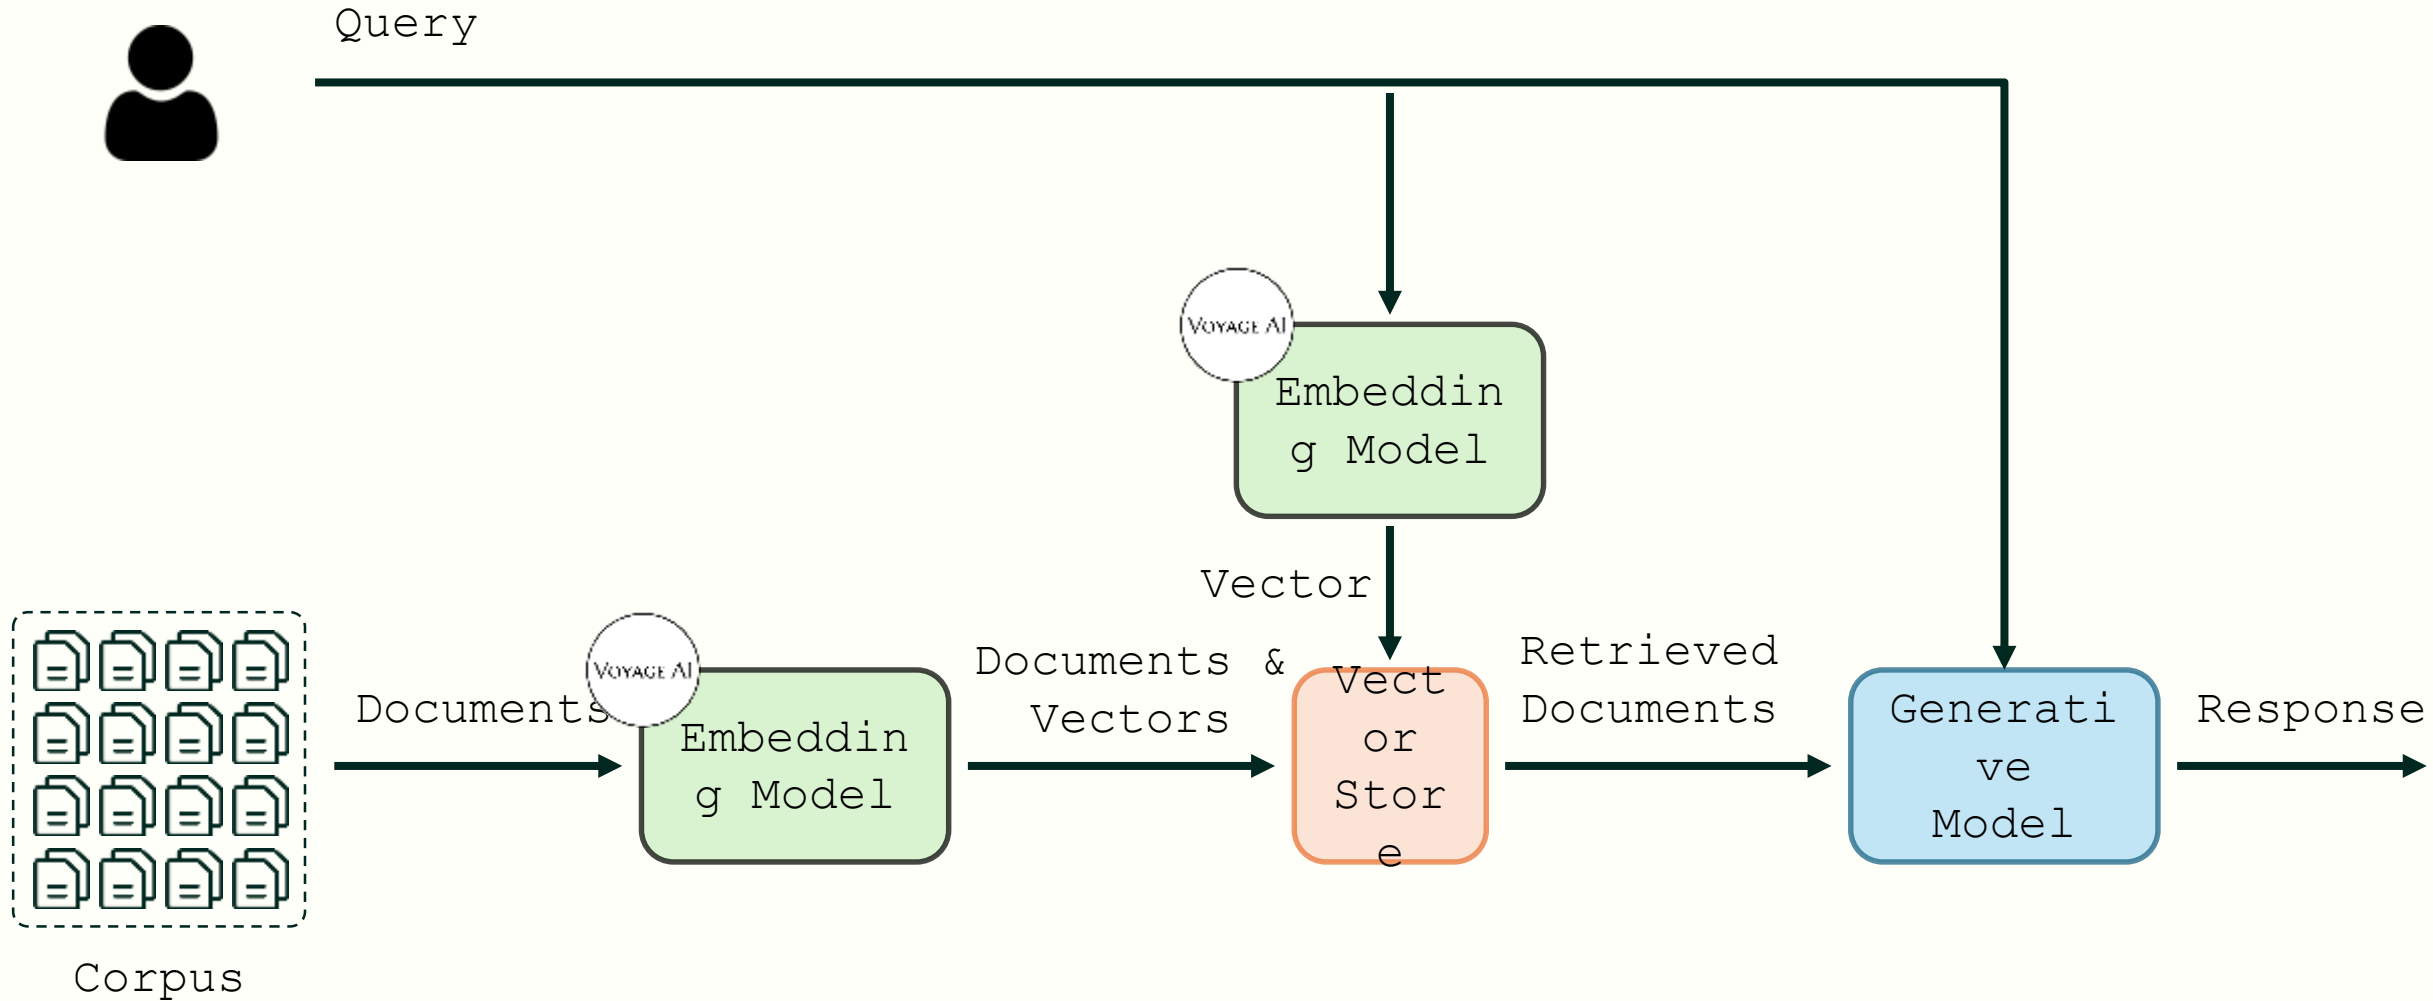 Query
VOYAGE AI
Embeddin
g Model
Vector
VOYAGE AI
Documents
Embeddin
g Model
Documents &
Vectors
Vect
or
Stor
e
Retrieved
Documents
Generati
ve
Model
Response
Corpus